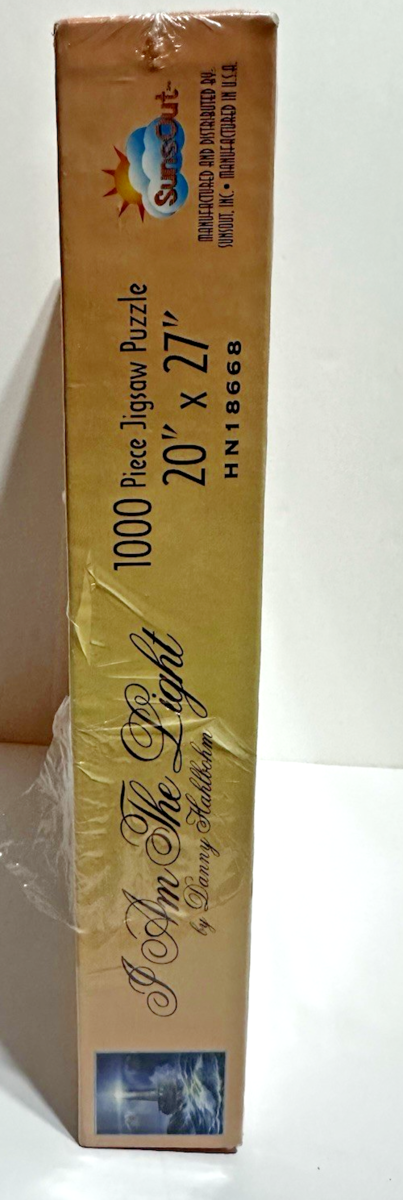 I Am The Light
by Danny Hahlbohm
1000 Piece Jigsaw Puzzle
20" x 27"
HN18668
SunsOut™
MANUFACTURED AND DISTRIBUTED BY:
SUNSOUT, INC. • MANUFACTURED IN U.S.A.